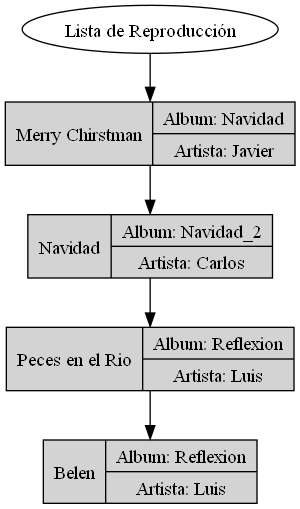 Lista de Reproducción
Merry Chirstman
Album: Navidad
Artista: Javier
Navidad
Album: Navidad_2
Artista: Carlos
Peces en el Rio
Album: Reflexion
Artista: Luis
Belen
Album: Reflexion
Artista: Luis